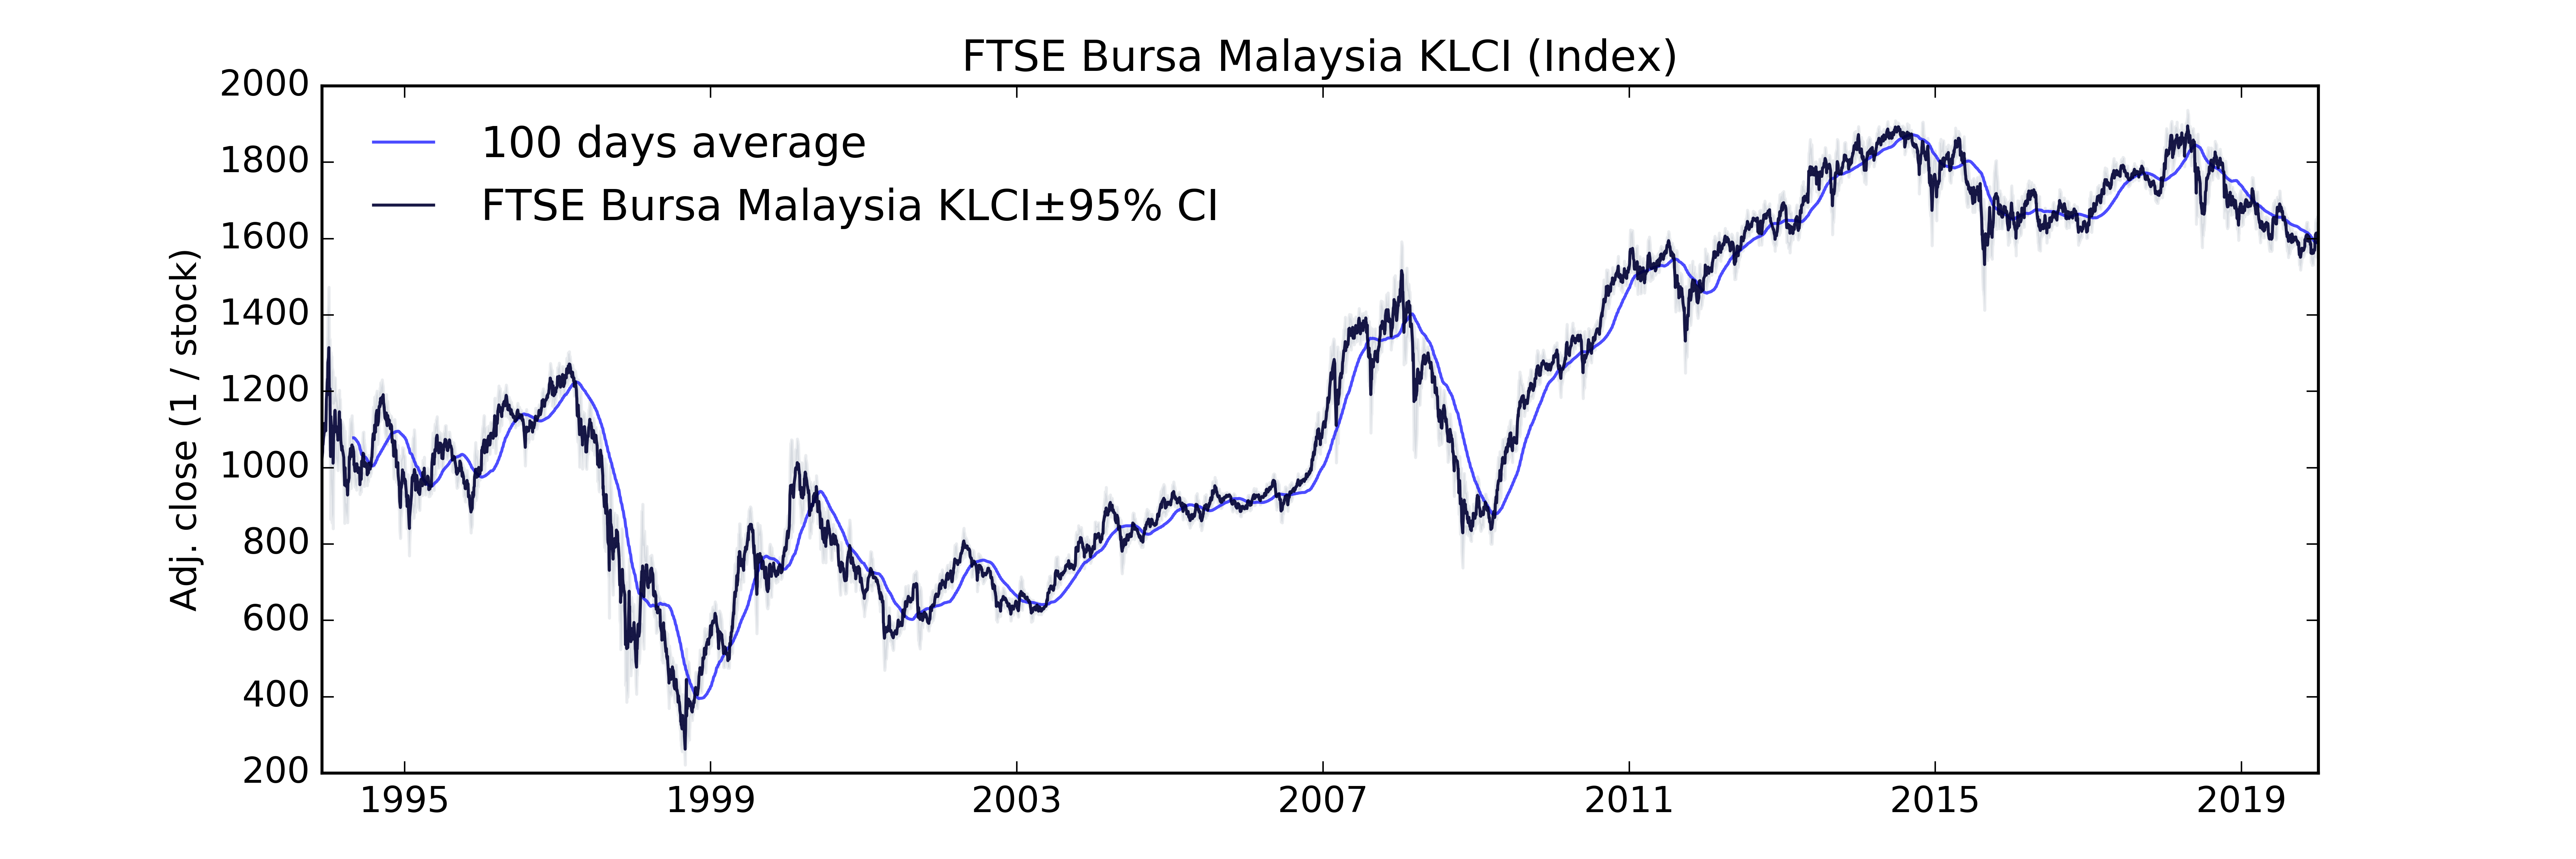 FTSE Bursa Malaysia KLCI (Index)
2000
1800
1600
1400
1200
1000
800
600
400
200
Adj. close (1 / stock)
100 days average
FTSE Bursa Malaysia KLCI±95% CI
1995 1999 2003 2007 2011 2015 2019